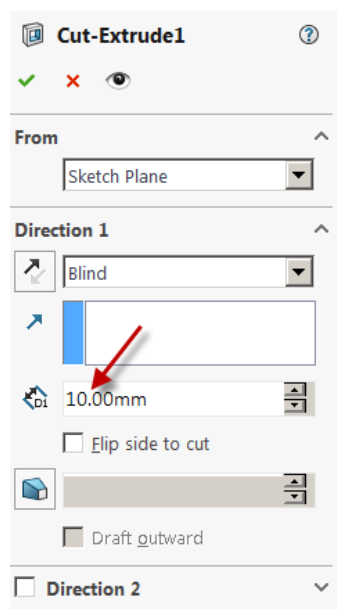 Cut-Extrude1
From
Sketch Plane
Direction 1
Blind
D1
10.00mm
Flip side to cut
Draft outward
Direction 2